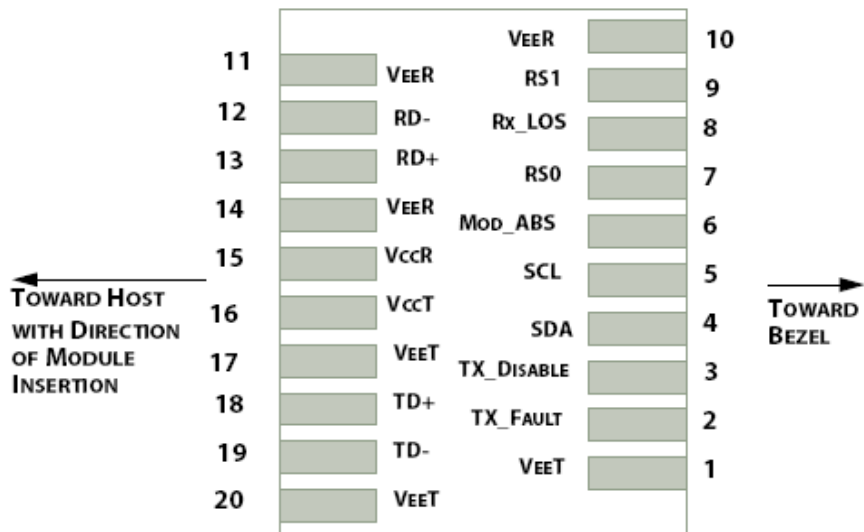 11 VEER
12 RD-
13 RD+
14 VEER
15 VCCR
16 VCCT
17 VEET
18 TD+
19 TD-
20 VEET
TOWARD HOST
WITH DIRECTION
OF MODULE
INSERTION
VEER 10
RS1 9
RX_LOS 8
RS0 7
MOD_ABS 6
SCL 5
SDA 4
TX_DISABLE 3
TX_FAULT 2
VEET 1
TOWARD
BEZEL